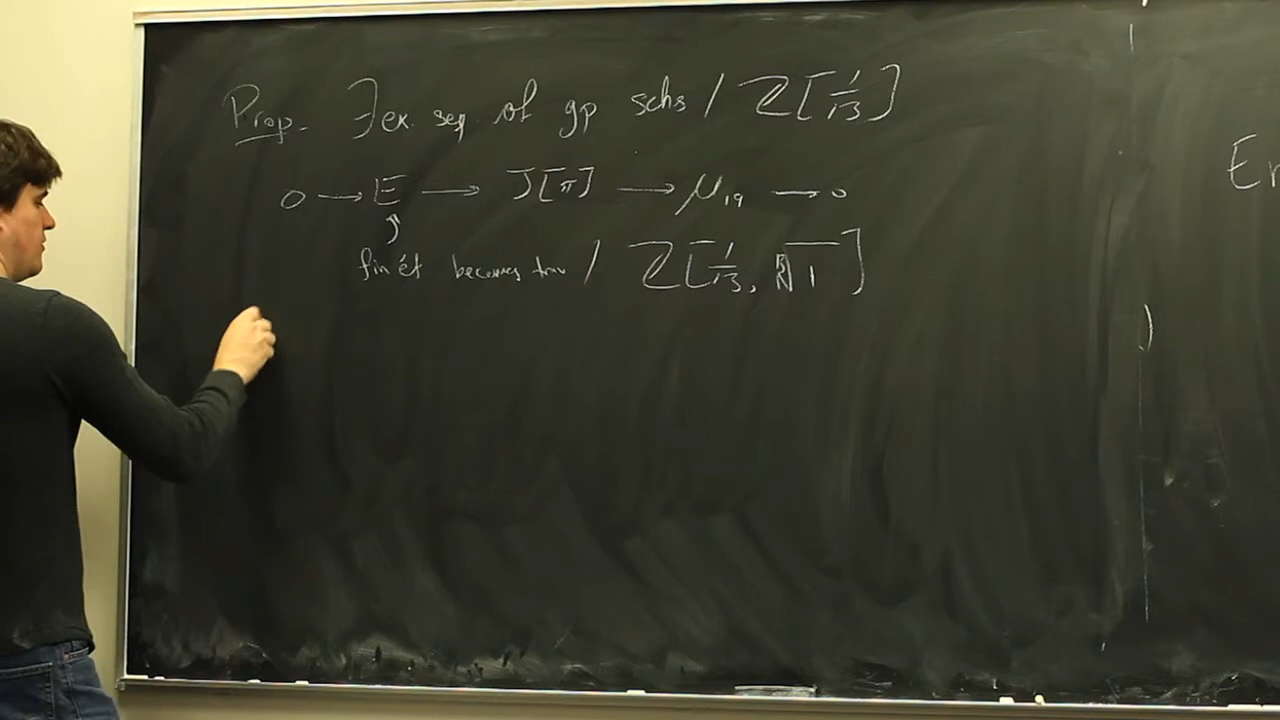 Prop. ∃ ex. seq. of gp schs / Z[1/13]
0 → E → J[π] → μ₁₉ → 0
fin ét becomes triv / Z[1/13, ¹³√1]
Er